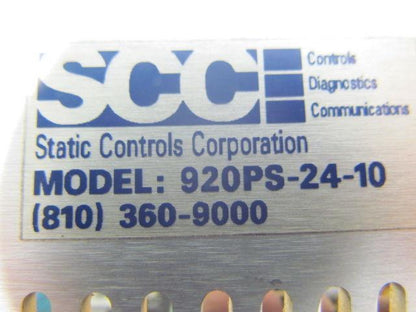 SCC
Controls
Diagnostics
Communications
Static Controls Corporation
MODEL: 920PS-24-10
(810) 360-9000